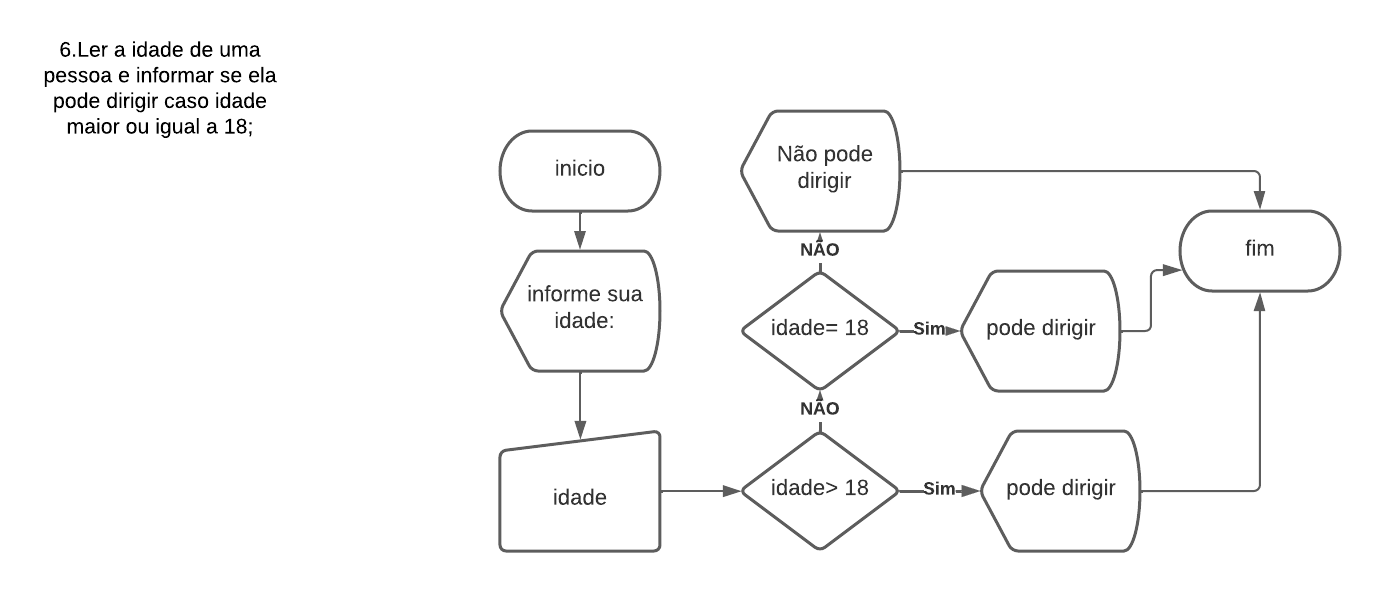 6.Ler a idade de uma
pessoa e informar se ela
pode dirigir caso idade
maior ou igual a 18;
inicio
informe sua
idade:
idade
idade> 18
Sim
pode dirigir
NÃO
idade= 18
Sim
pode dirigir
NÃO
Não pode
dirigir
fim